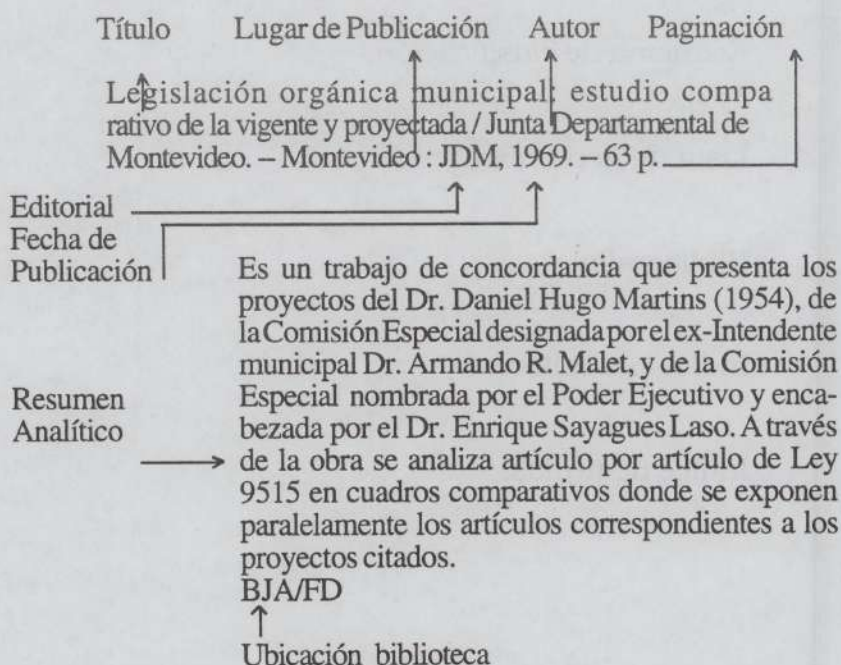 Título Lugar de Publicación Autor Paginación
Legislación orgánica municipal: estudio compa
rativo de la vigente y proyectada / Junta Departamental de
Montevideo. – Montevideo : JDM, 1969. – 63 p.
Editorial
Fecha de
Publicación
Es un trabajo de concordancia que presenta los
proyectos del Dr. Daniel Hugo Martins (1954), de
la Comisión Especial designada por el ex-Intendente
municipal Dr. Armando R. Malet, y de la Comisión
Especial nombrada por el Poder Ejecutivo y enca-
bezada por el Dr. Enrique Sayagues Laso. A través
de la obra se analiza artículo por artículo de Ley
9515 en cuadros comparativos donde se exponen
paralelamente los artículos correspondientes a los
proyectos citados.
BJA/FD
Resumen
Analítico
Ubicación biblioteca